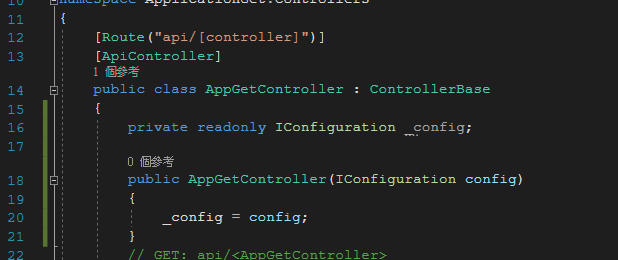 10 namespace ApplicationGet.Controllers
11 {
12 [Route("api/[controller]")]
13 [ApiController]
1 個參考
14 public class AppGetController : ControllerBase
15 {
16 private readonly IConfiguration _config;
17
0 個參考
18 public AppGetController(IConfiguration config)
19 {
20 _config = config;
21 }
22 // GET: api/<AppGetController>